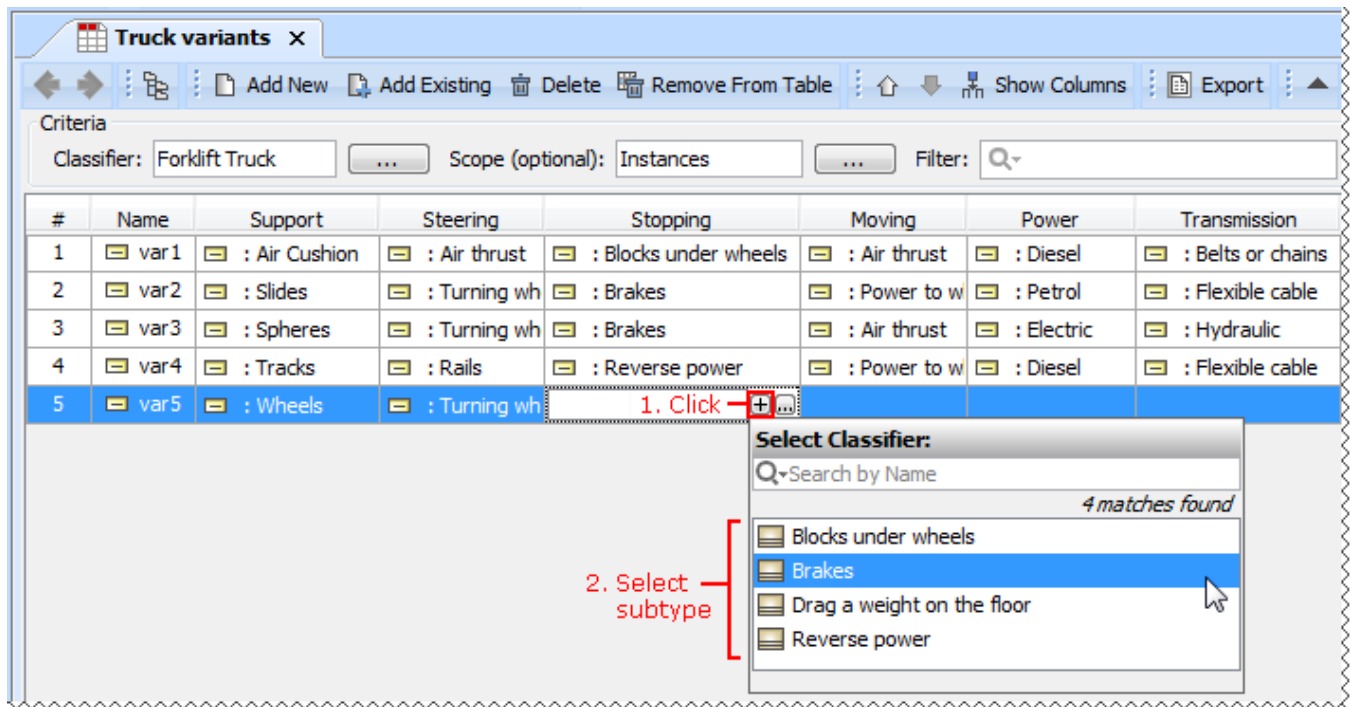 Truck variants X
Add New Add Existing Delete Remove From Table Show Columns Export
Criteria
Classifier: Forklift Truck ... Scope (optional): Instances ... Filter:
# Name Support Steering Stopping Moving Power Transmission
1 var1 : Air Cushion : Air thrust : Blocks under wheels : Air thrust : Diesel : Belts or chains
2 var2 : Slides : Turning wh : Brakes : Power to w : Petrol : Flexible cable
3 var3 : Spheres : Turning wh : Brakes : Air thrust : Electric : Hydraulic
4 var4 : Tracks : Rails : Reverse power : Power to w : Diesel : Flexible cable
5 var5 : Wheels : Turning wh 1. Click + ...
Select Classifier:
Search by Name
4 matches found
Blocks under wheels
Brakes
2. Select
subtype
Drag a weight on the floor
Reverse power